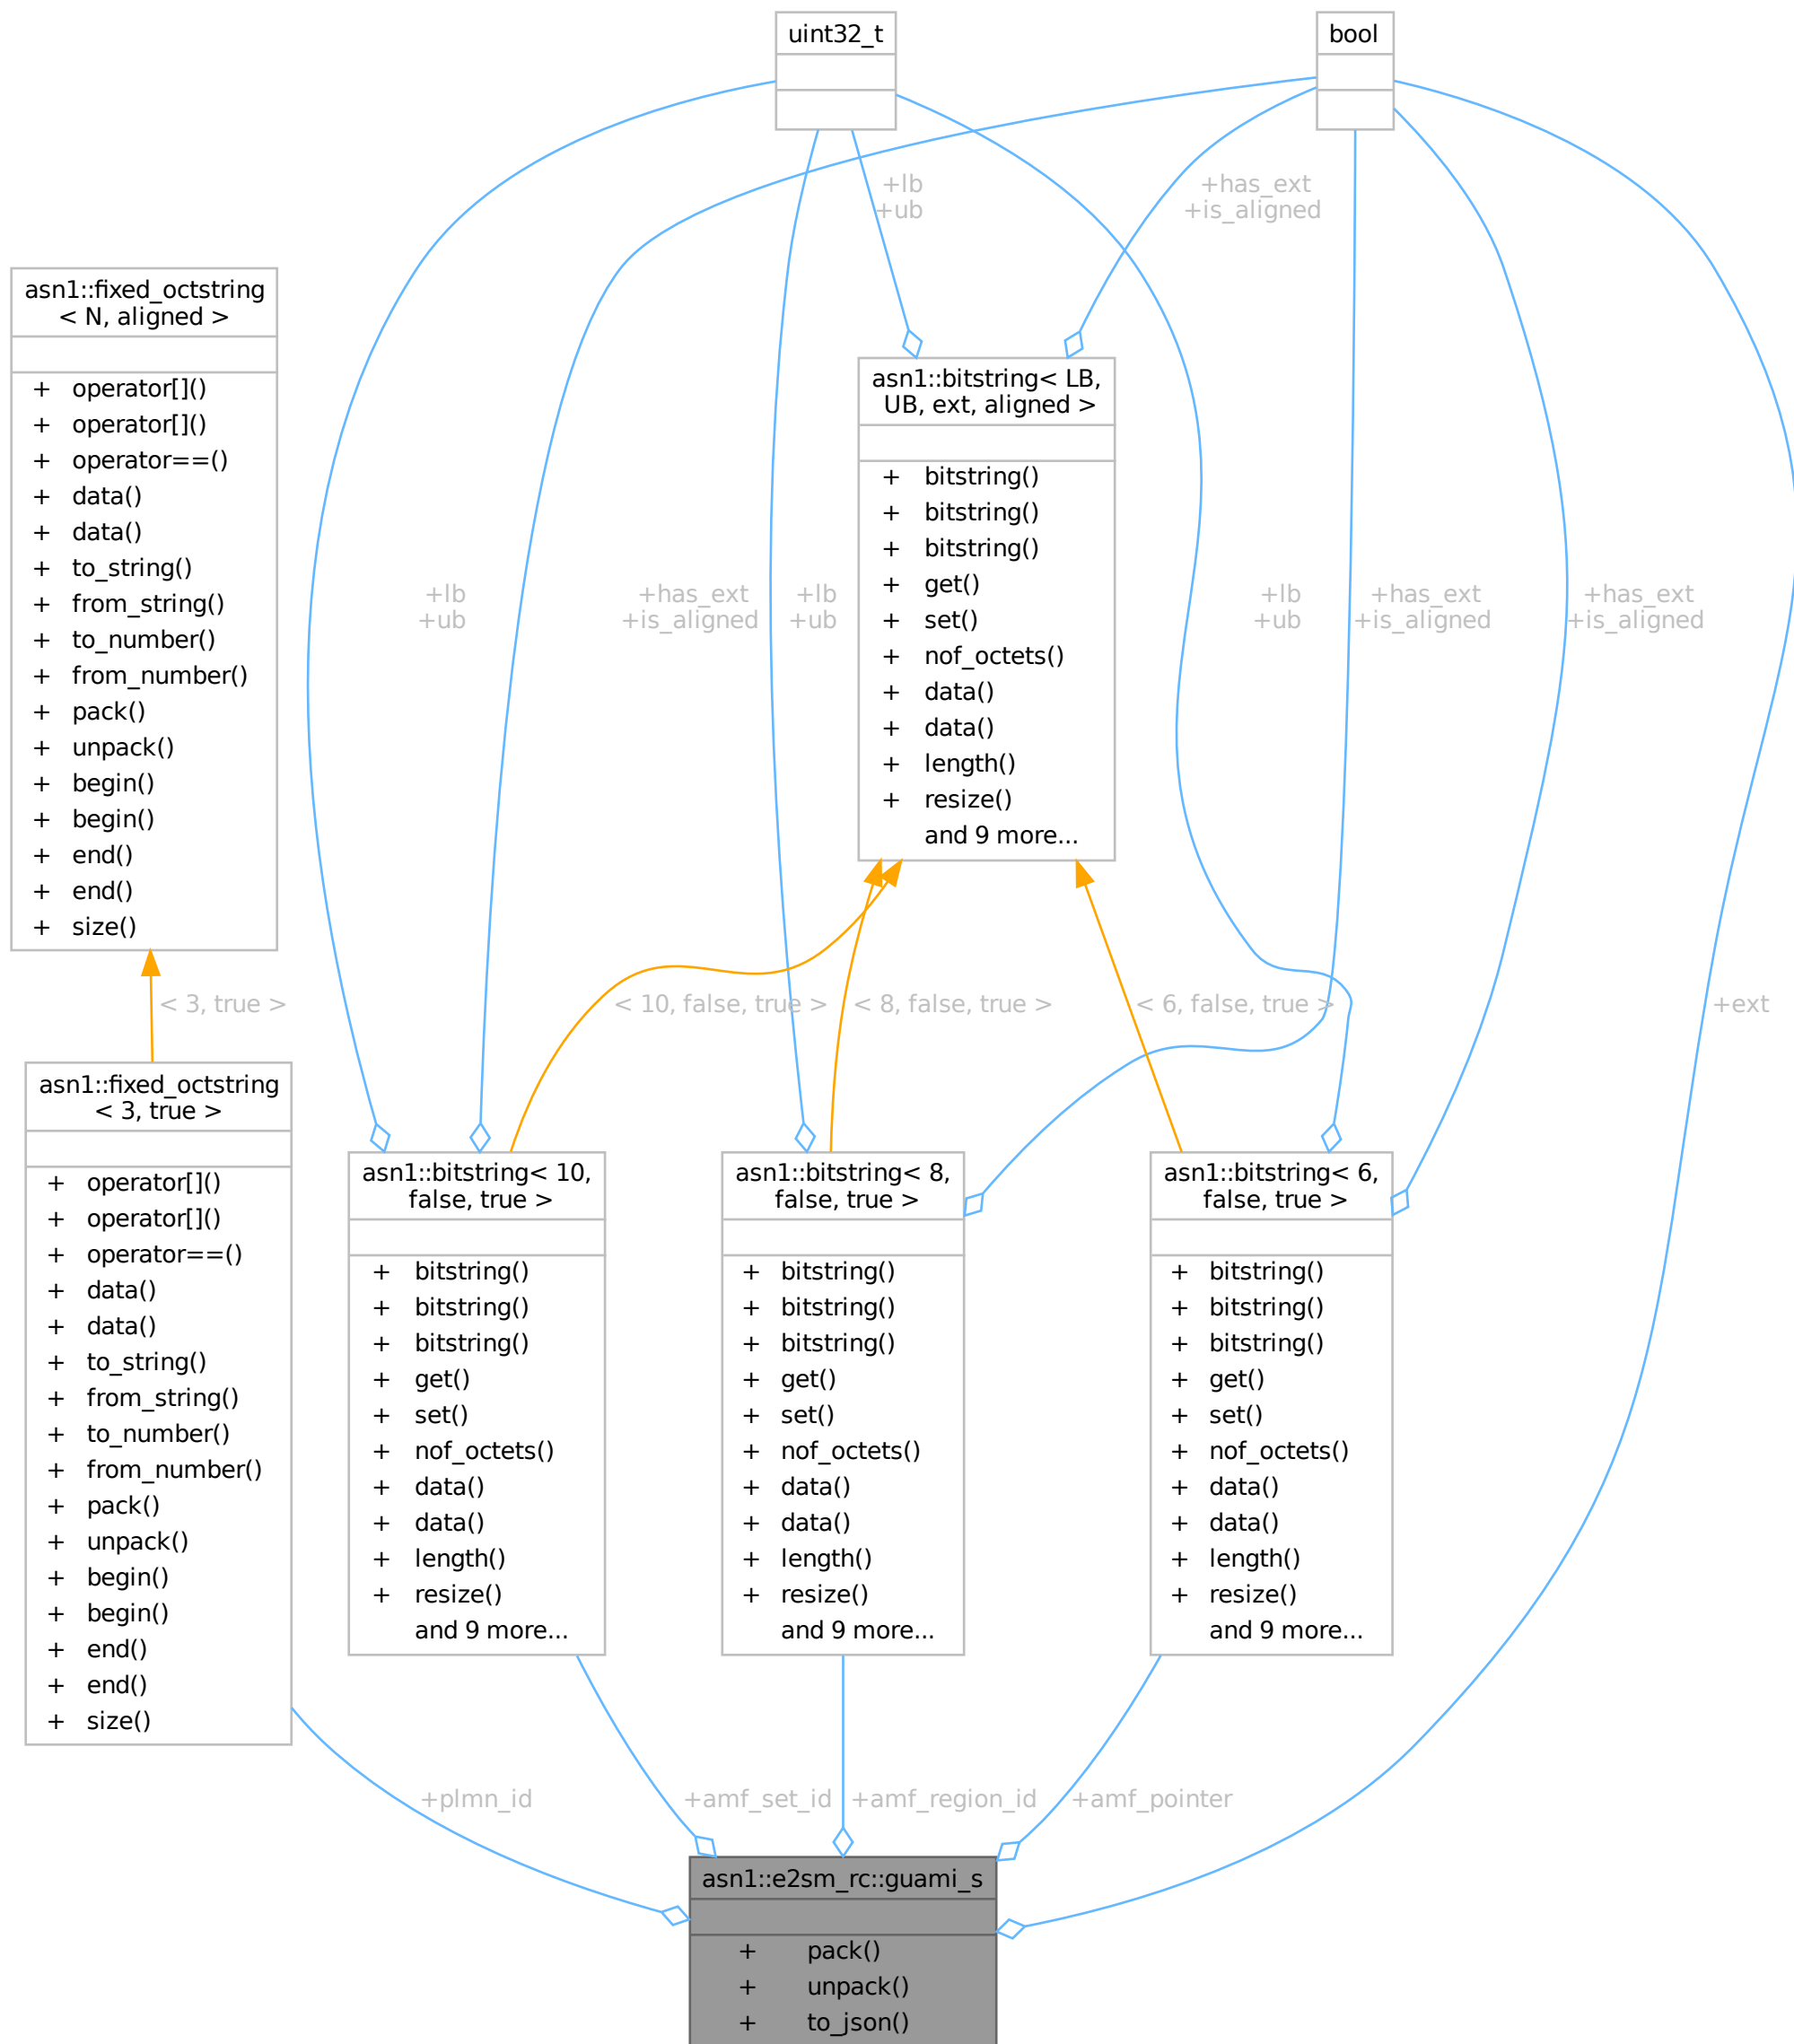 uint32_t
bool
+lb
+ub
+has_ext
+is_aligned
asn1::fixed_octstring
< N, aligned >
+ operator[]()
+ operator[]()
+ operator==()
+ data()
+ data()
+ to_string()
+ from_string()
+ to_number()
+ from_number()
+ pack()
+ unpack()
+ begin()
+ begin()
+ end()
+ end()
+ size()
asn1::bitstring< LB,
UB, ext, aligned >
+ bitstring()
+ bitstring()
+ bitstring()
+ get()
+ set()
+ nof_octets()
+ data()
+ data()
+ length()
+ resize()
and 9 more...
+lb
+ub
+has_ext
+is_aligned
+lb
+ub
+lb
+ub
+has_ext
+is_aligned
+has_ext
+is_aligned
< 3, true >
< 10, false, true >
< 8, false, true >
< 6, false, true >
+ext
asn1::fixed_octstring
< 3, true >
+ operator[]()
+ operator[]()
+ operator==()
+ data()
+ data()
+ to_string()
+ from_string()
+ to_number()
+ from_number()
+ pack()
+ unpack()
+ begin()
+ begin()
+ end()
+ end()
+ size()
asn1::bitstring< 10,
false, true >
+ bitstring()
+ bitstring()
+ bitstring()
+ get()
+ set()
+ nof_octets()
+ data()
+ data()
+ length()
+ resize()
and 9 more...
asn1::bitstring< 8,
false, true >
+ bitstring()
+ bitstring()
+ bitstring()
+ get()
+ set()
+ nof_octets()
+ data()
+ data()
+ length()
+ resize()
and 9 more...
asn1::bitstring< 6,
false, true >
+ bitstring()
+ bitstring()
+ bitstring()
+ get()
+ set()
+ nof_octets()
+ data()
+ data()
+ length()
+ resize()
and 9 more...
+plmn_id
+amf_set_id
+amf_region_id
+amf_pointer
asn1::e2sm_rc::guami_s
+ pack()
+ unpack()
+ to_json()